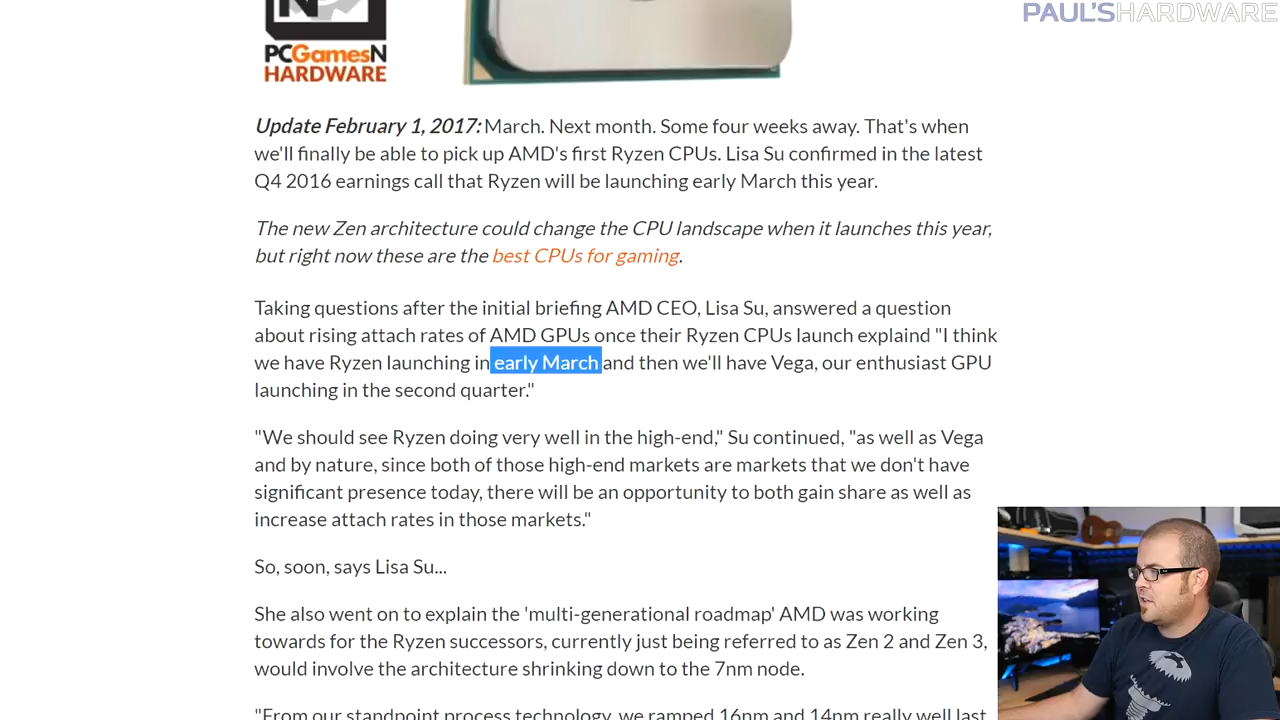 PAUL'SHARDWARE
PCGamesN
HARDWARE
Update February 1, 2017: March. Next month. Some four weeks away. That's when
we'll finally be able to pick up AMD's first Ryzen CPUs. Lisa Su confirmed in the latest
Q4 2016 earnings call that Ryzen will be launching early March this year.
The new Zen architecture could change the CPU landscape when it launches this year,
but right now these are the best CPUs for gaming.
Taking questions after the initial briefing AMD CEO, Lisa Su, answered a question
about rising attach rates of AMD GPUs once their Ryzen CPUs launch explaind "I think
we have Ryzen launching in early March and then we'll have Vega, our enthusiast GPU
launching in the second quarter."
"We should see Ryzen doing very well in the high-end," Su continued, "as well as Vega
and by nature, since both of those high-end markets are markets that we don't have
significant presence today, there will be an opportunity to both gain share as well as
increase attach rates in those markets."
So, soon, says Lisa Su...
She also went on to explain the 'multi-generational roadmap' AMD was working
towards for the Ryzen successors, currently just being referred to as Zen 2 and Zen 3,
would involve the architecture shrinking down to the 7nm node.
"From our standpoint process technology, we ramped 16nm and 14nm really well last